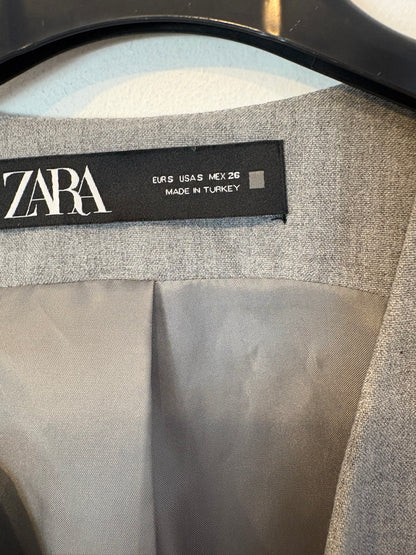 ZARA
EUR S USA S MEX 26
MADE IN TURKEY